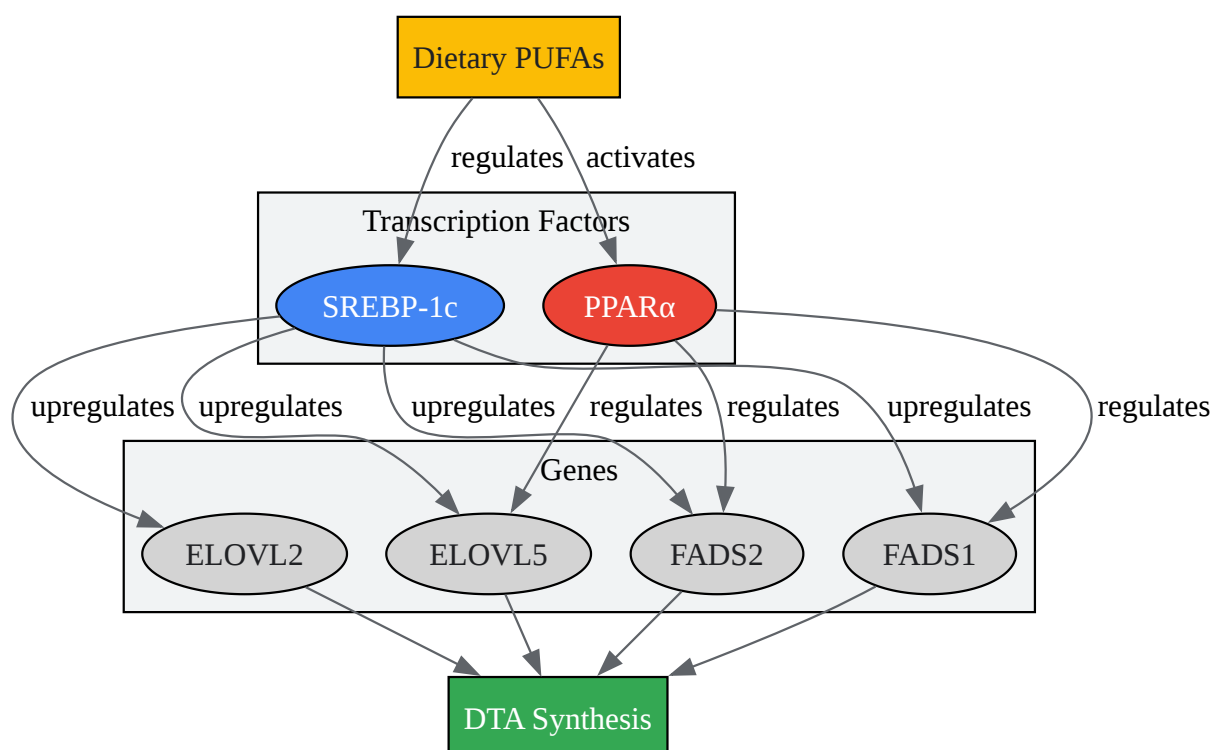 Dietary PUFAs
regulates
activates
Transcription Factors
SREBP-1c
PPARα
upregulates
upregulates
upregulates
regulates
regulates
upregulates
regulates
Genes
ELOVL2
ELOVL5
FADS2
FADS1
DTA Synthesis